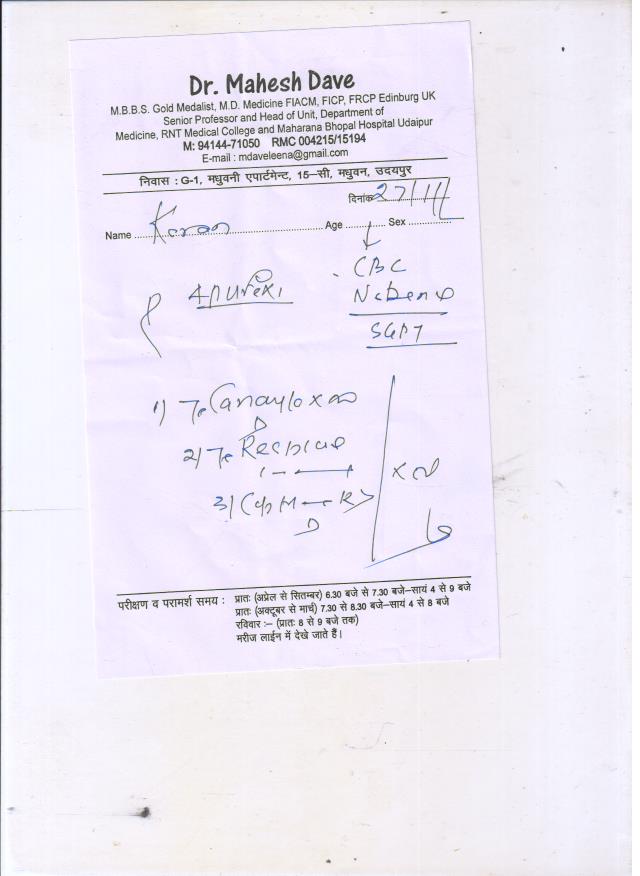 Dr. Mahesh Dave
M.B.B.S. Gold Medalist, M.D. Medicine FIACM, FICP, FRCP Edinburg UK
Senior Professor and Head of Unit, Department of
Medicine, RNT Medical College and Maharana Bhopal Hospital Udaipur
M: 94144-71050 RMC 004215/15194
E-mail : mdaveleena@gmail.com
निवास : G-1, मधुवनी एपार्टमेन्ट, 15–सी, मधुवन, उदयपुर
दिनांक 27/11/
Name Karan Age Sex
CBC
SGPT
1)
2)
3)
D
परीक्षण व परामर्श समय : प्रातः (अप्रेल से सितम्बर) 6.30 बजे से 7.30 बजे–सायं 4 से 9 बजे
प्रातः (अक्टूबर से मार्च) 7.30 से 8.30 बजे–सायं 4 से 8 बजे
रविवार :– (प्रातः 8 से 9 बजे तक)
मरीज लाईन में देखे जाते हैं।